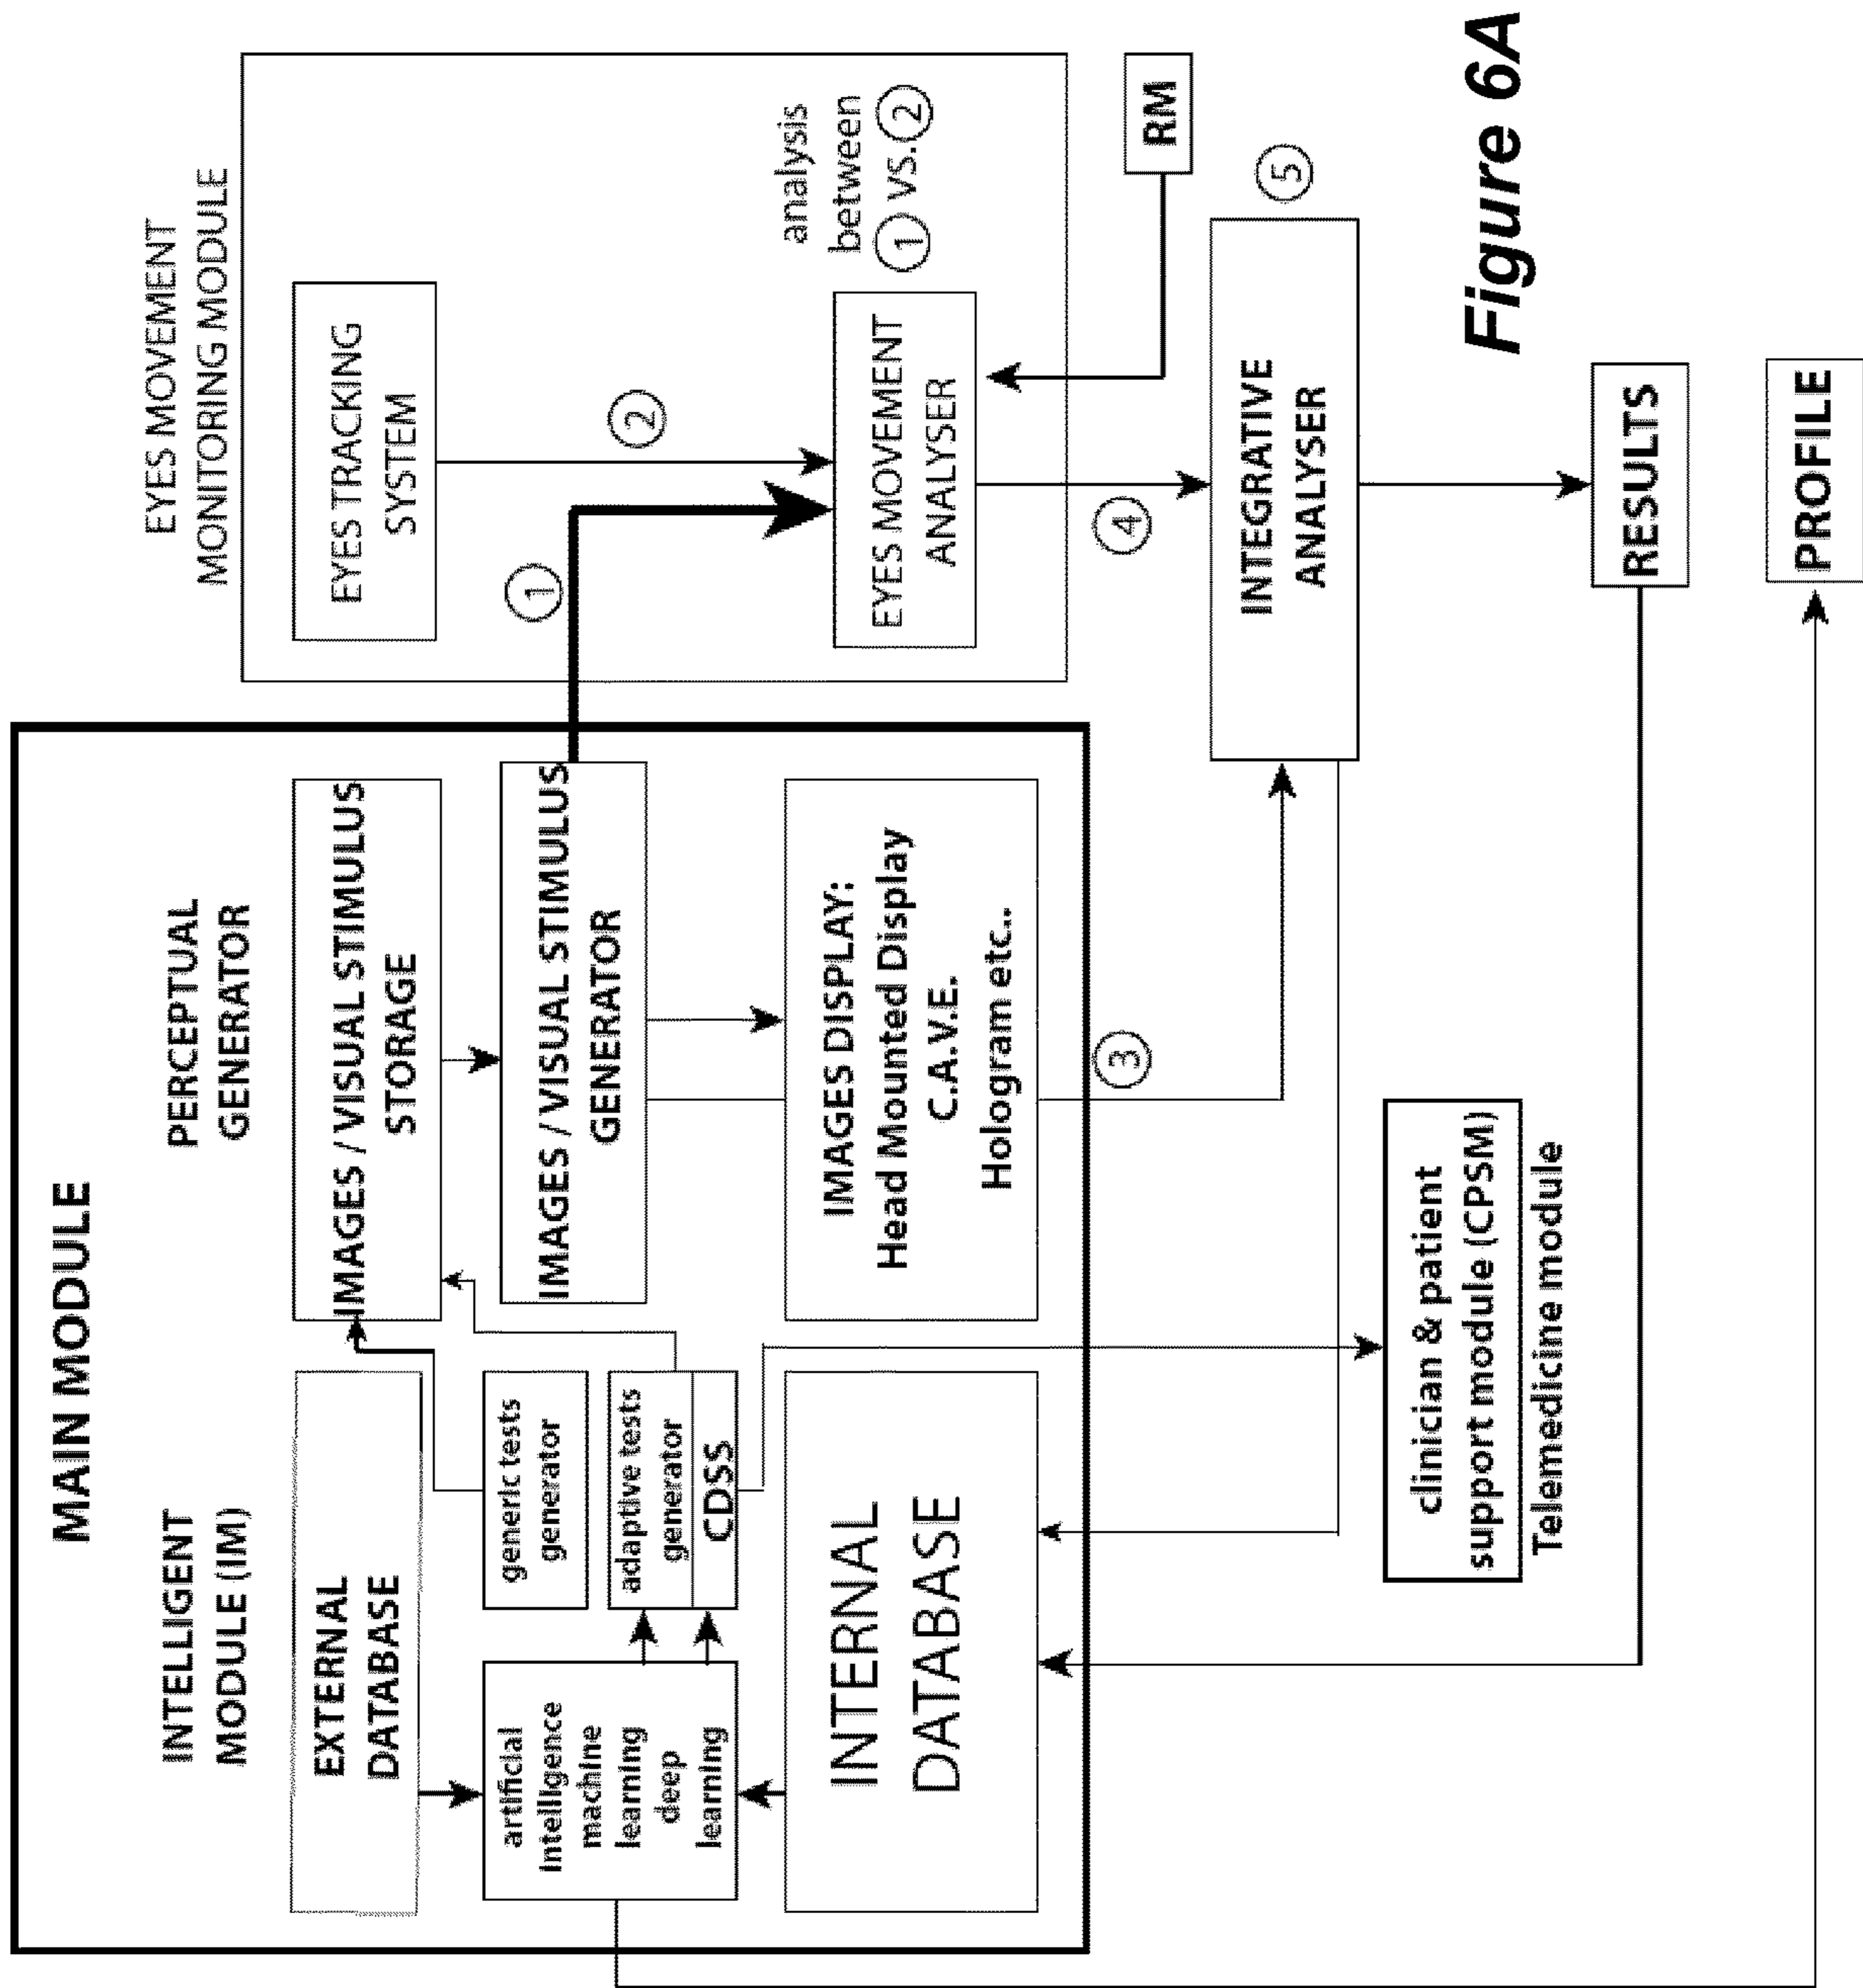 MAIN MODULE
INTELLIGENT
MODULE (IM)
EXTERNAL
DATABASE
artificial
intelligence
machine
learning
deep
learning
generic tests
generator
adaptive tests
generator
CDSS
INTERNAL
DATABASE
PERCEPTUAL
GENERATOR
IMAGES / VISUAL STIMULUS
STORAGE
IMAGES / VISUAL STIMULUS
GENERATOR
IMAGES DISPLAY:
Head Mounted Display
C.A.V.E.
Hologram etc..
EYES MOVEMENT
MONITORING MODULE
EYES TRACKING
SYSTEM
1
2
EYES MOVEMENT
ANALYSER
analysis
between
1 vs. 2
3
4
RM
INTEGRATIVE
ANALYSER
5
clinician & patient
support module (CPSM)
Telemedicine module
RESULTS
PROFILE
Figure 6A